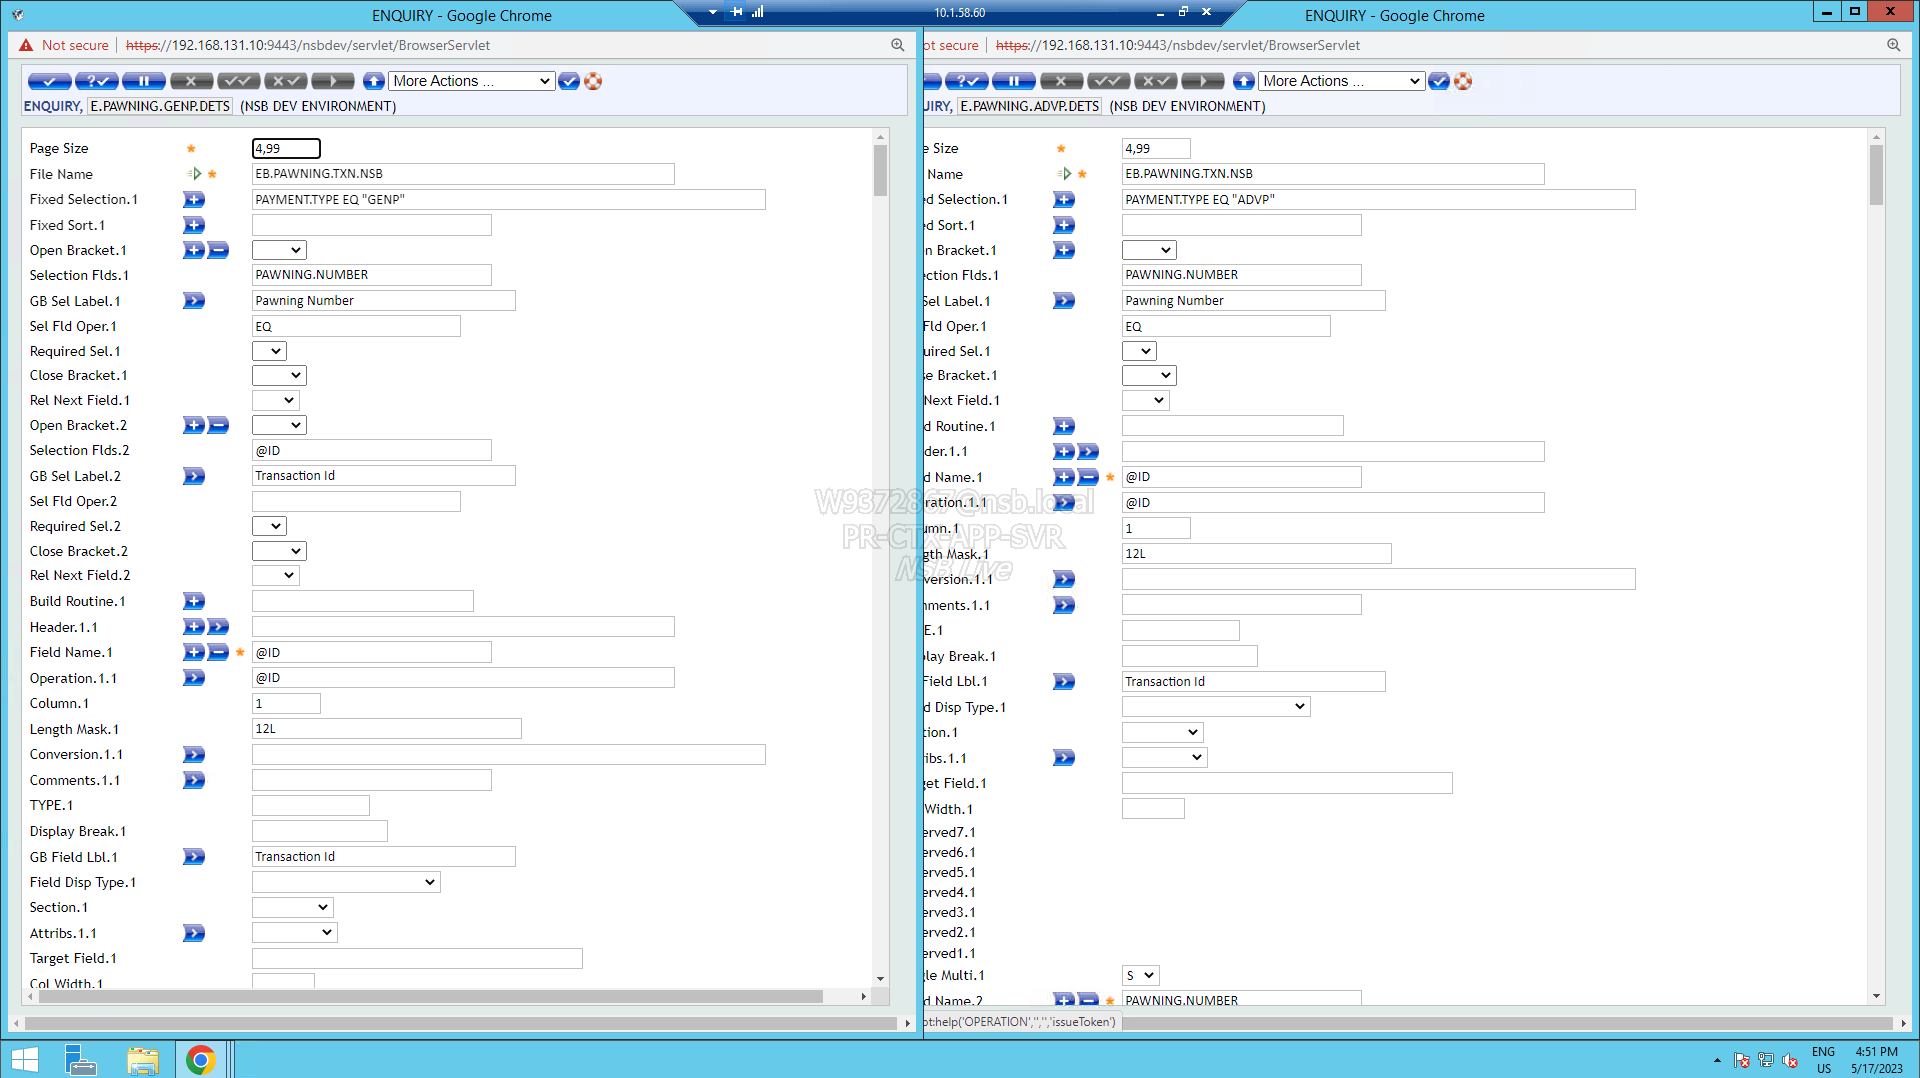 ENQUIRY - Google Chrome
10.1.58.60
ENQUIRY - Google Chrome
Not secure
https://192.168.131.10:9443/nsbdev/servlet/BrowserServlet
ot secure
https://192.168.131.10:9443/nsbdev/servlet/BrowserServlet
More Actions ...
More Actions ...
ENQUIRY, E.PAWNING.GENP.DETS (NSB DEV ENVIRONMENT)
UIRY, E.PAWNING.ADVP.DETS (NSB DEV ENVIRONMENT)
Page Size 4,99
File Name EB.PAWNING.TXN.NSB
Fixed Selection.1 PAYMENT.TYPE EQ "GENP"
Fixed Sort.1
Open Bracket.1
Selection Flds.1 PAWNING.NUMBER
GB Sel Label.1 Pawning Number
Sel Fld Oper.1 EQ
Required Sel.1
Close Bracket.1
Rel Next Field.1
Open Bracket.2
Selection Flds.2 @ID
GB Sel Label.2 Transaction Id
Sel Fld Oper.2
Required Sel.2
Close Bracket.2
Rel Next Field.2
Build Routine.1
Header.1.1
Field Name.1 @ID
Operation.1.1 @ID
Column.1 1
Length Mask.1 12L
Conversion.1.1
Comments.1.1
TYPE.1
Display Break.1
GB Field Lbl.1 Transaction Id
Field Disp Type.1
Section.1
Attribs.1.1
Target Field.1
Col Width.1
e Size 4,99
Name EB.PAWNING.TXN.NSB
ed Selection.1 PAYMENT.TYPE EQ "ADVP"
ed Sort.1
n Bracket.1
ction Flds.1 PAWNING.NUMBER
Sel Label.1 Pawning Number
Fld Oper.1 EQ
uired Sel.1
se Bracket.1
Next Field.1
d Routine.1
der.1.1
d Name.1 @ID
ration.1.1 @ID
umn.1 1
gth Mask.1 12L
version.1.1
ments.1.1
E.1
lay Break.1
Field Lbl.1 Transaction Id
d Disp Type.1
tion.1
ibs.1.1
get Field.1
Width.1
erved7.1
erved6.1
erved5.1
erved4.1
erved3.1
erved2.1
erved1.1
gle Multi.1 S
d Name.2 PAWNING.NUMBER
W9372867@nsb.local
PR-CTX-APP-SVR
NSB Live
pt:help('OPERATION','','','issueToken')
ENG
US
4:51 PM
5/17/2023